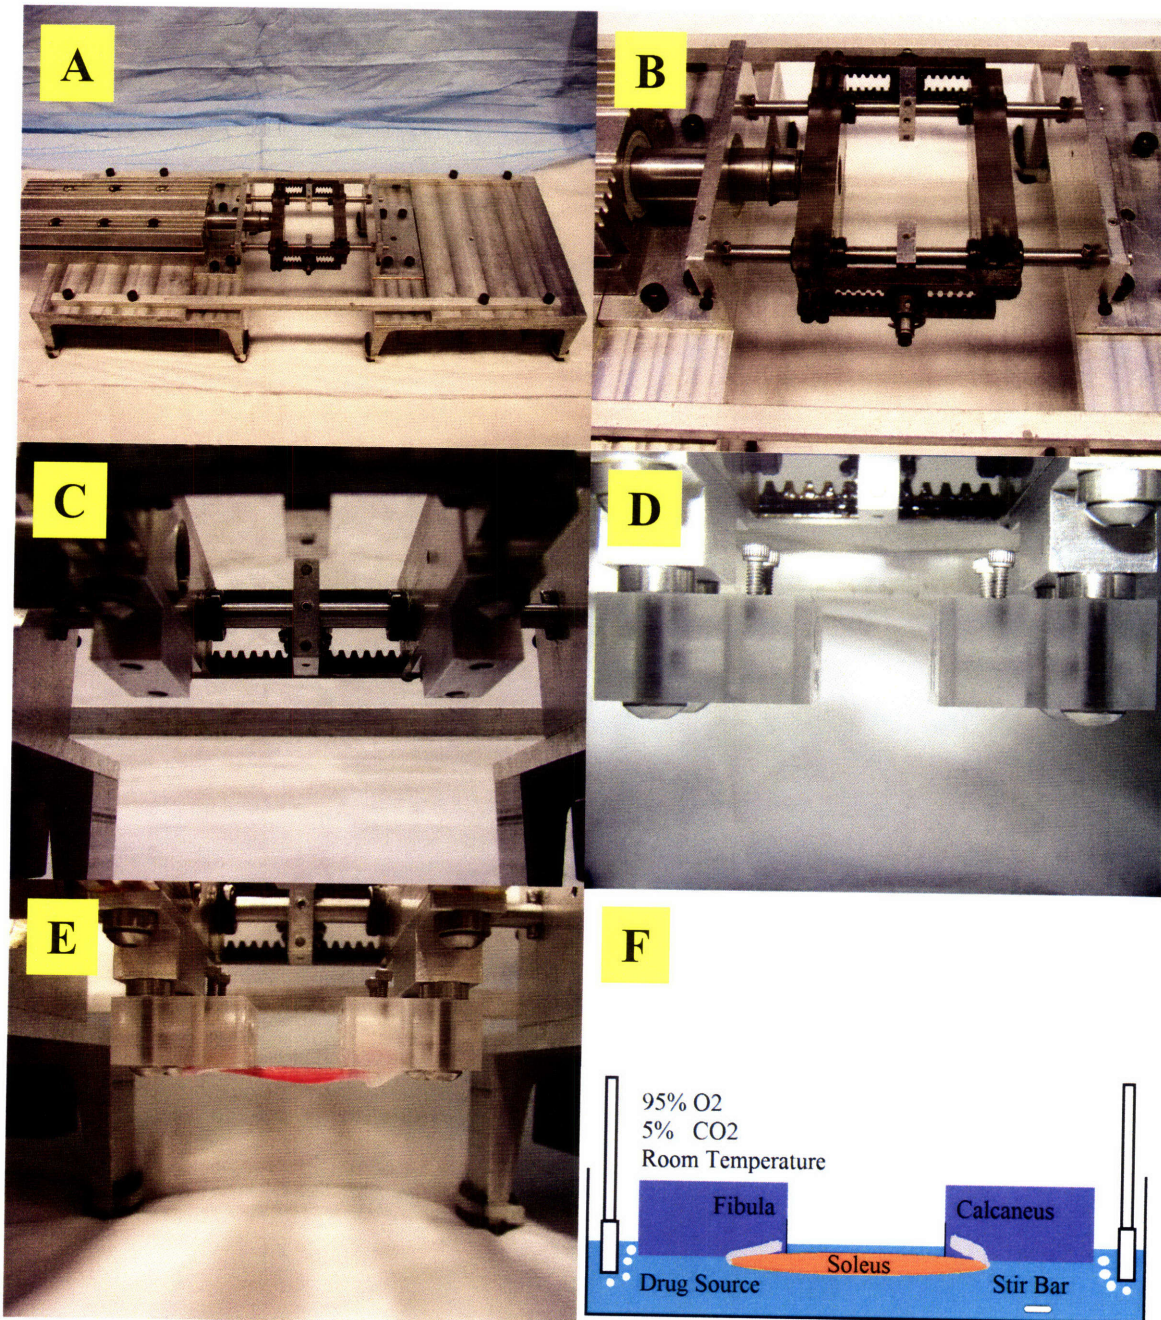 A
B
C
D
E
F
95% O2
5% CO2
Room Temperature
Fibula
Calcaneus
Soleus
Drug Source
Stir Bar